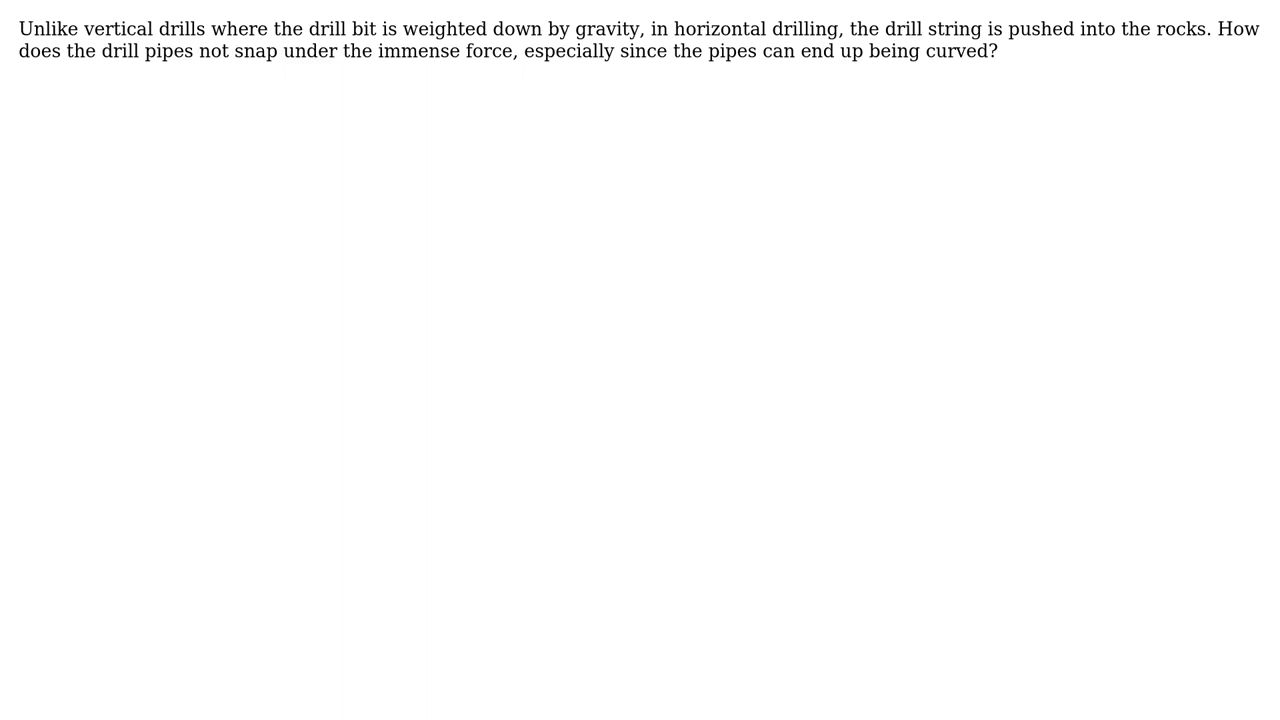 Unlike vertical drills where the drill bit is weighted down by gravity, in horizontal drilling, the drill string is pushed into the rocks. How
does the drill pipes not snap under the immense force, especially since the pipes can end up being curved?